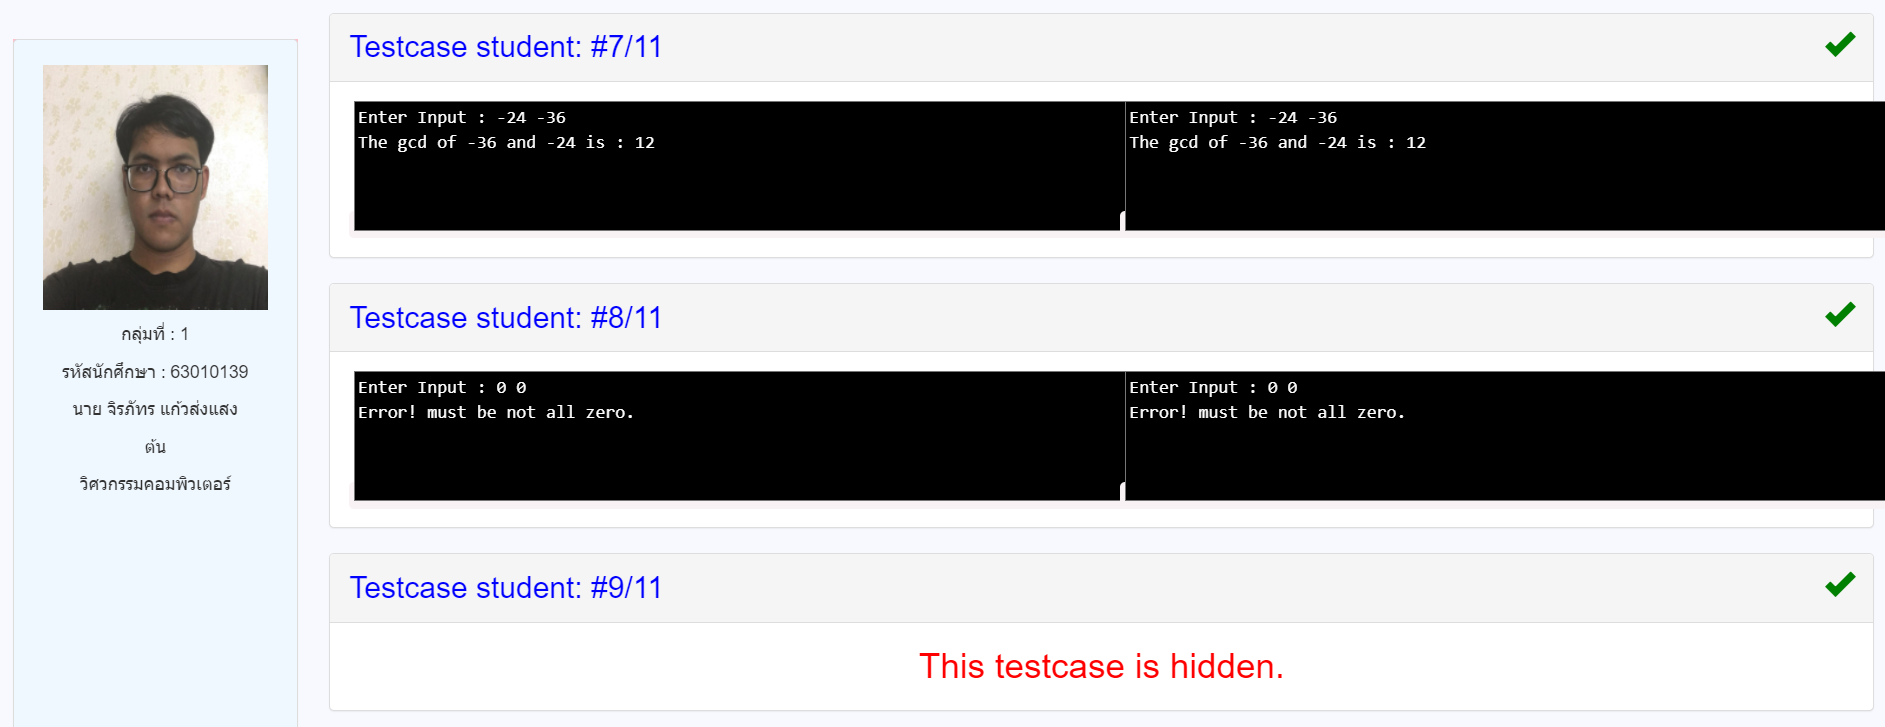 กลุ่มที่ : 1
รหัสนักศึกษา : 63010139
นาย จิรภัทร แก้วส่งแสง
ต้น
วิศวกรรมคอมพิวเตอร์
Testcase student: #7/11
Enter Input : -24 -36
The gcd of -36 and -24 is : 12
Enter Input : -24 -36
The gcd of -36 and -24 is : 12
Testcase student: #8/11
Enter Input : 0 0
Error! must be not all zero.
Enter Input : 0 0
Error! must be not all zero.
Testcase student: #9/11
This testcase is hidden.